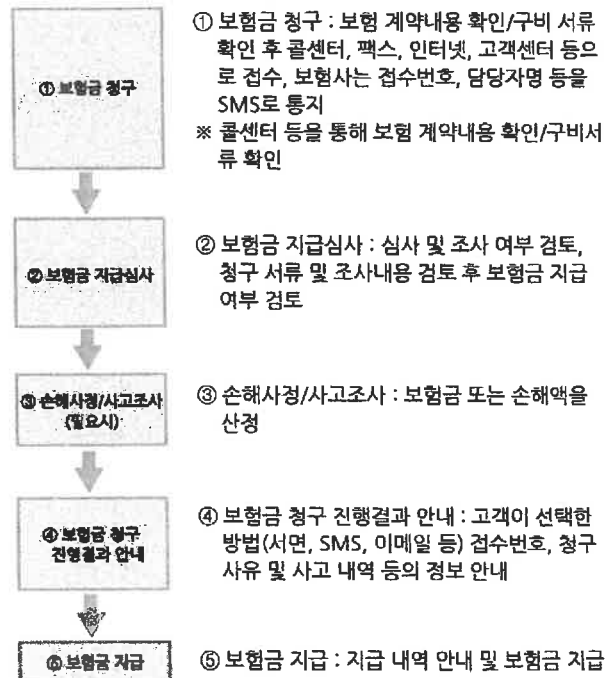 ① 보험금 청구
① 보험금 청구 : 보험 계약내용 확인/구비 서류
확인 후 콜센터, 팩스, 인터넷, 고객센터 등으
로 접수, 보험사는 접수번호, 담당자명 등을
SMS로 통지
※ 콜센터 등을 통해 보험 계약내용 확인/구비서
류 확인
② 보험금 지급심사
② 보험금 지급심사 : 심사 및 조사 여부 검토,
청구 서류 및 조사내용 검토 후 보험금 지급
여부 검토
③ 손해사정/사고조사
(필요시)
③ 손해사정/사고조사 : 보험금 또는 손해액을
산정
④ 보험금 청구
진행결과 안내
④ 보험금 청구 진행결과 안내 : 고객이 선택한
방법(서면, SMS, 이메일 등) 접수번호, 청구
사유 및 사고 내역 등의 정보 안내
⑤ 보험금 지급
⑤ 보험금 지급 : 지급 내역 안내 및 보험금 지급